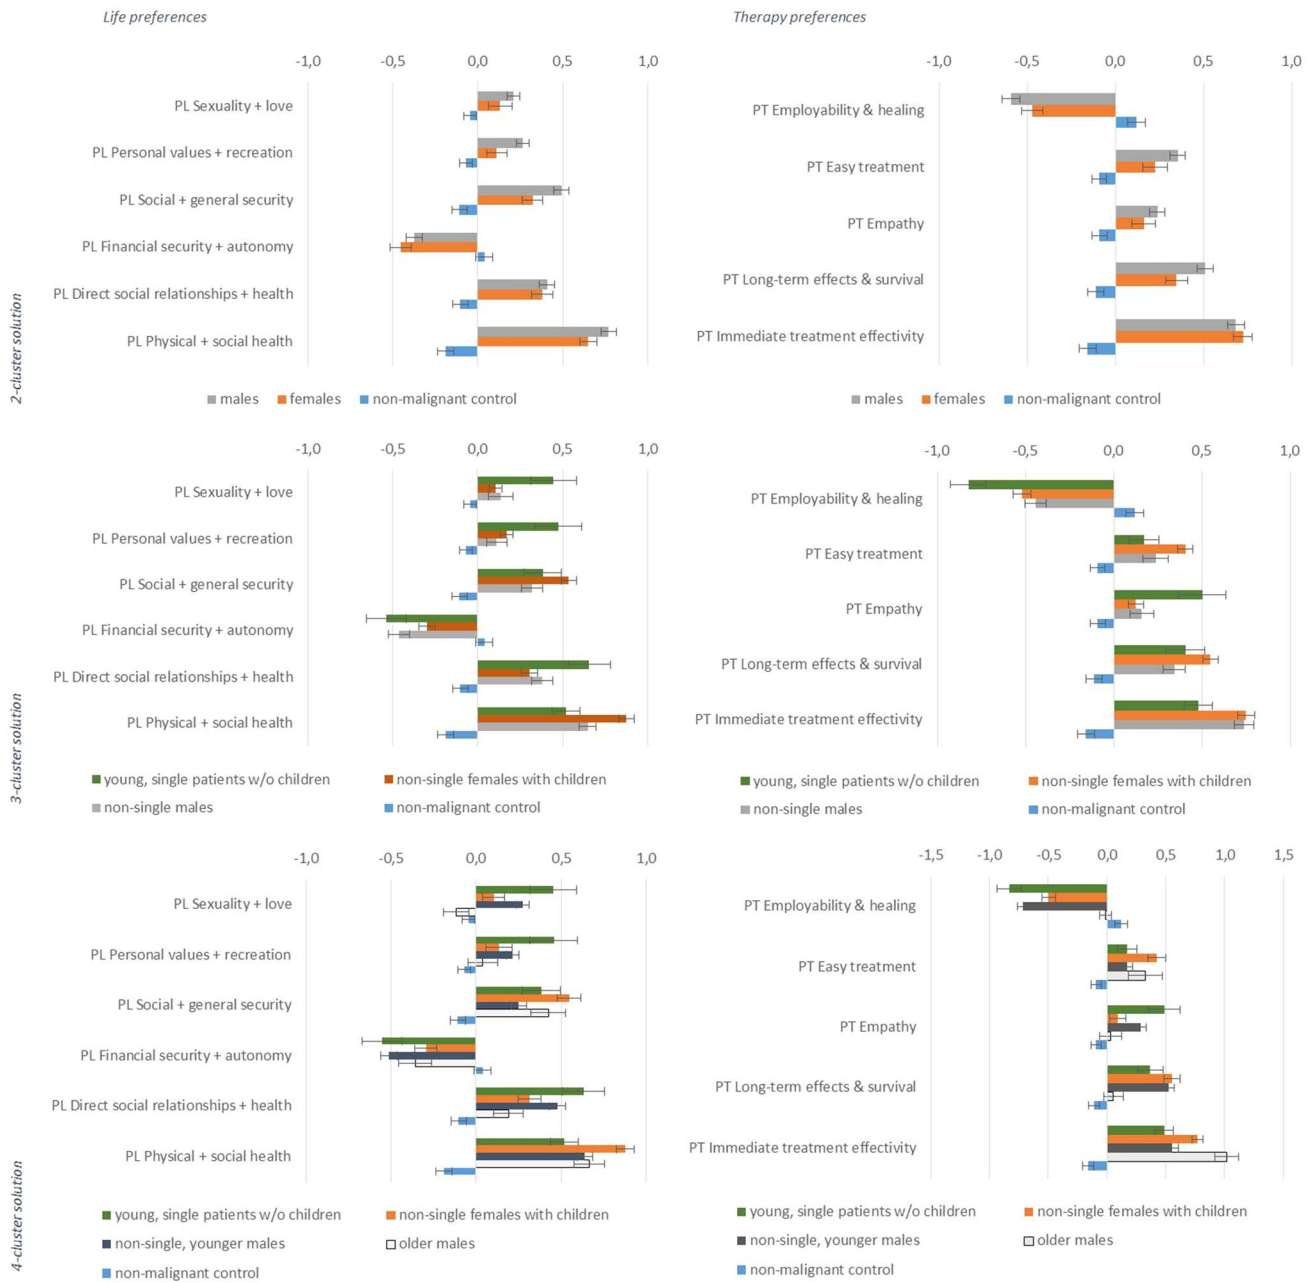 Life preferences
Therapy preferences
-1,0 -0,5 0,0 0,5 1,0
PL Sexuality + love
PL Personal values + recreation
PL Social + general security
PL Financial security + autonomy
PL Direct social relationships + health
PL Physical + social health
males females non-malignant control
-1,0 -0,5 0,0 0,5 1,0
PT Employability & healing
PT Easy treatment
PT Empathy
PT Long-term effects & survival
PT Immediate treatment effectivity
males females non-malignant control
2-cluster solution
-1,0 -0,5 0,0 0,5 1,0
PL Sexuality + love
PL Personal values + recreation
PL Social + general security
PL Financial security + autonomy
PL Direct social relationships + health
PL Physical + social health
young, single patients w/o children non-single females with children
non-single males non-malignant control
-1,0 -0,5 0,0 0,5 1,0
PT Employability & healing
PT Easy treatment
PT Empathy
PT Long-term effects & survival
PT Immediate treatment effectivity
young, single patients w/o children non-single females with children
non-single males non-malignant control
3-cluster solution
-1,0 -0,5 0,0 0,5 1,0
PL Sexuality + love
PL Personal values + recreation
PL Social + general security
PL Financial security + autonomy
PL Direct social relationships + health
PL Physical + social health
young, single patients w/o children non-single females with children
non-single, younger males older males
non-malignant control
-1,5 -1,0 -0,5 0,0 0,5 1,0 1,5
PT Employability & healing
PT Easy treatment
PT Empathy
PT Long-term effects & survival
PT Immediate treatment effectivity
young, single patients w/o children non-single females with children
non-single, younger males older males
non-malignant control
4-cluster solution